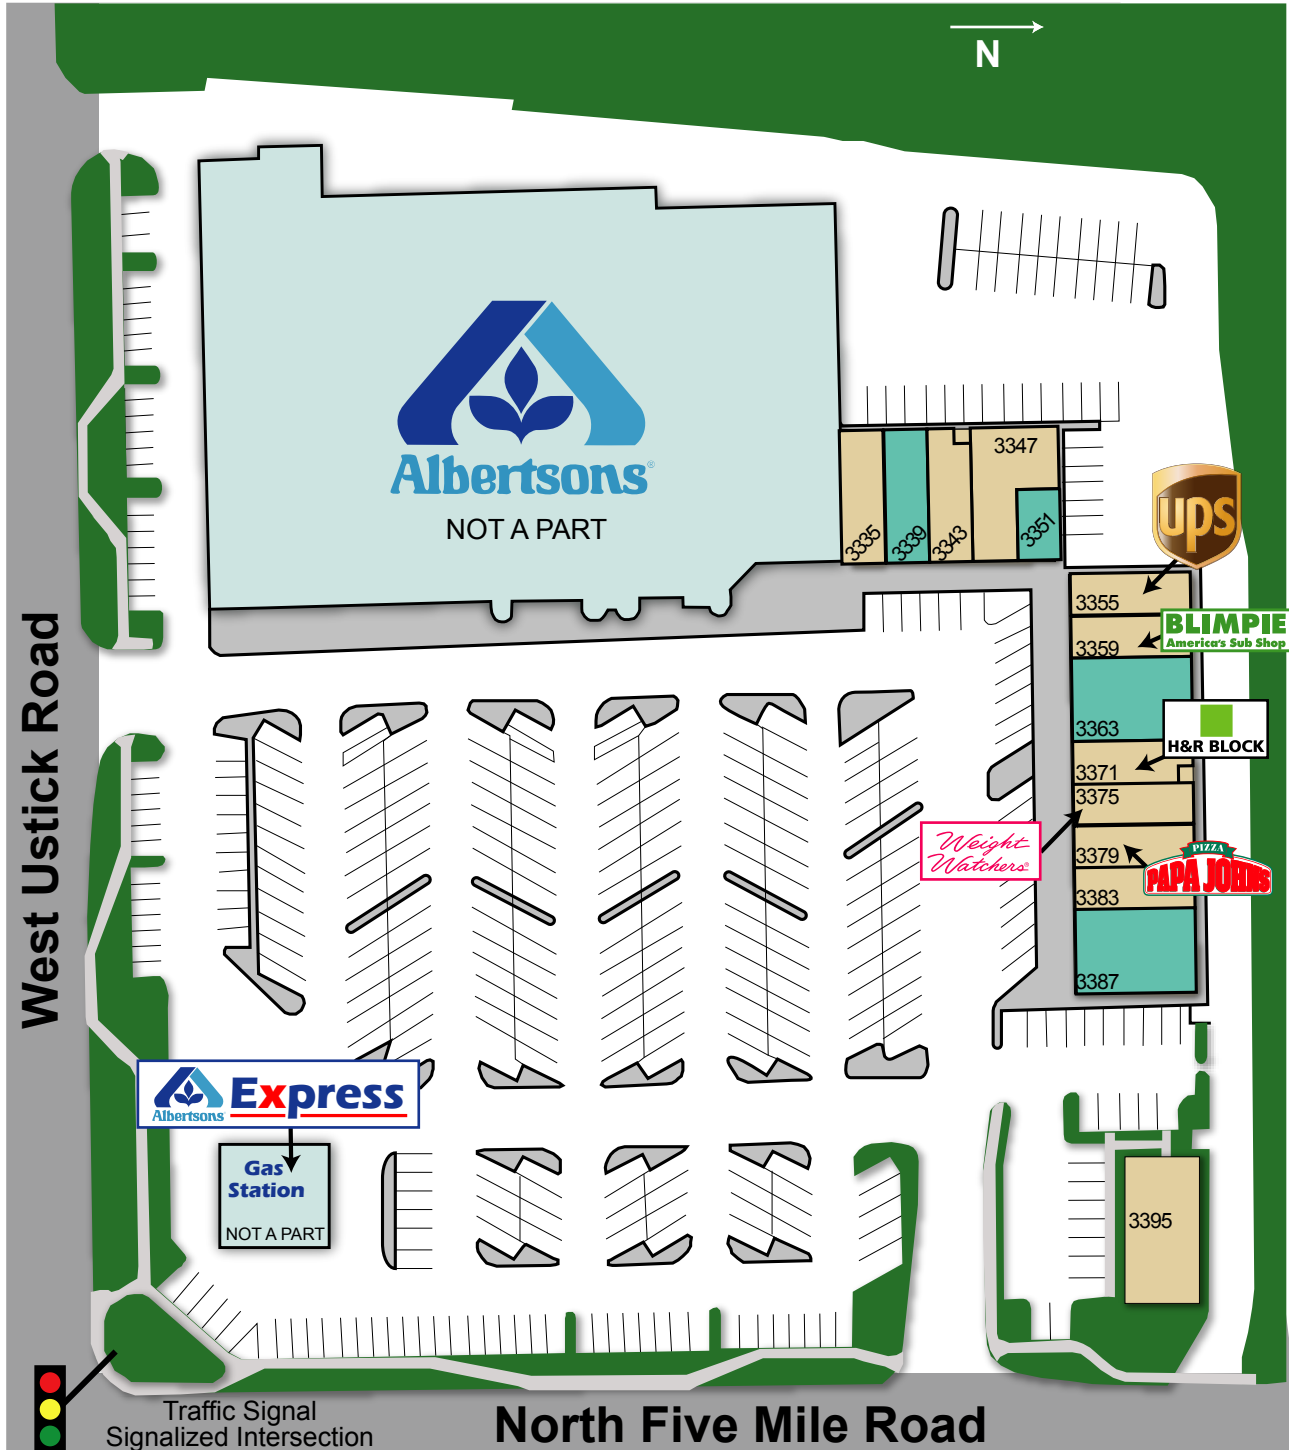 N
Albertsons®
NOT A PART
3335
3339
3343
3347
3351
ups
3355
BLIMPIE
America's Sub Shop
3359
3363
H&R BLOCK
3371
3375
Weight
Watchers®
3379
PIZZA
PAPA JOHNS
3383
3387
West Ustick Road
Albertsons
Express
Gas
Station
NOT A PART
3395
Traffic Signal
Signalized Intersection
North Five Mile Road